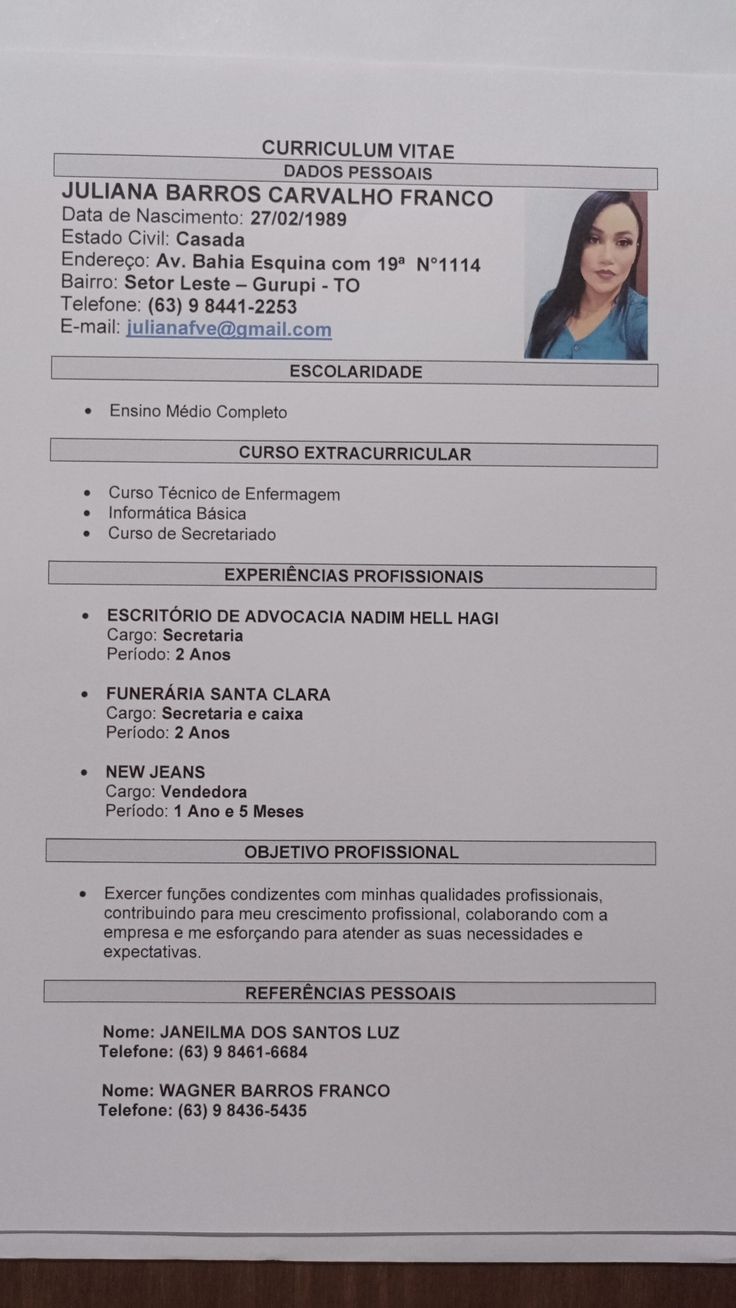 CURRICULUM VITAE
DADOS PESSOAIS
JULIANA BARROS CARVALHO FRANCO
Data de Nascimento: 27/02/1989
Estado Civil: Casada
Endereço: Av. Bahia Esquina com 19ª N°1114
Bairro: Setor Leste – Gurupi - TO
Telefone: (63) 9 8441-2253
E-mail: julianafve@gmail.com
ESCOLARIDADE
• Ensino Médio Completo
CURSO EXTRACURRICULAR
• Curso Técnico de Enfermagem
• Informática Básica
• Curso de Secretariado
EXPERIÊNCIAS PROFISSIONAIS
• ESCRITÓRIO DE ADVOCACIA NADIM HELL HAGI
Cargo: Secretaria
Período: 2 Anos
• FUNERÁRIA SANTA CLARA
Cargo: Secretaria e caixa
Período: 2 Anos
• NEW JEANS
Cargo: Vendedora
Período: 1 Ano e 5 Meses
OBJETIVO PROFISSIONAL
• Exercer funções condizentes com minhas qualidades profissionais,
contribuindo para meu crescimento profissional, colaborando com a
empresa e me esforçando para atender as suas necessidades e
expectativas.
REFERÊNCIAS PESSOAIS
Nome: JANEILMA DOS SANTOS LUZ
Telefone: (63) 9 8461-6684
Nome: WAGNER BARROS FRANCO
Telefone: (63) 9 8436-5435